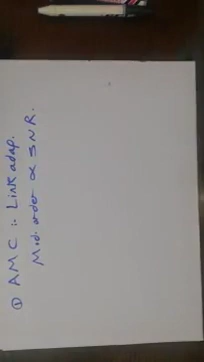 ① AMC :- Link adap.
Mod. order ∝ SNR.